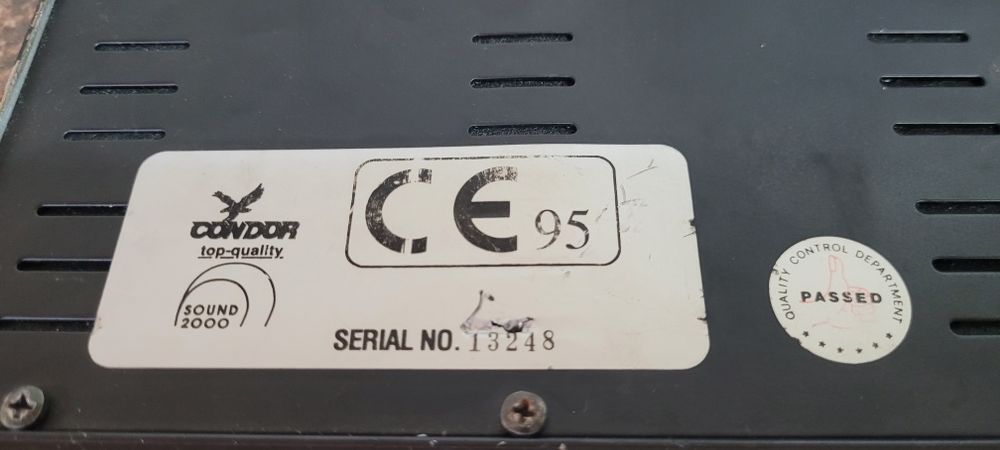 CONDOR
top-quality
SOUND
2000
CE 95
SERIAL NO. 13248
QUALITY CONTROL DEPARTMENT
PASSED